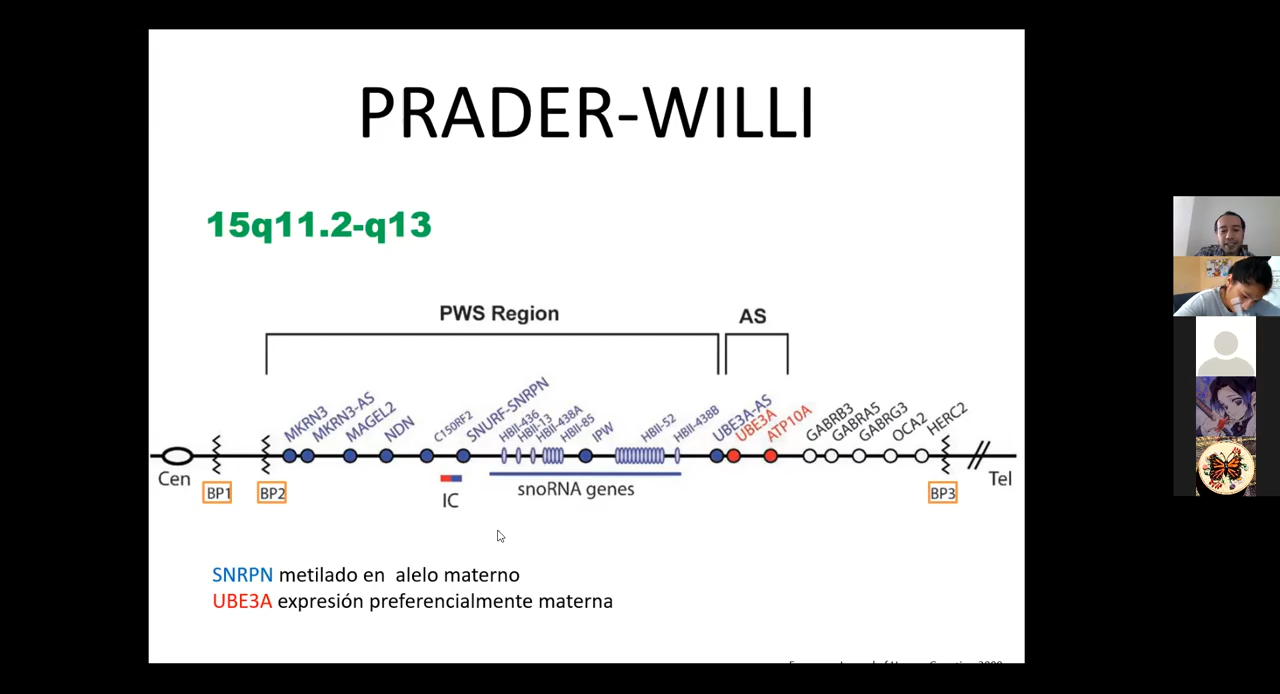 PRADER-WILLI
15q11.2-q13
PWS Region
AS
MKRN3
MKRN3-AS
MAGEL2
NDN
C15ORF2
SNURF-SNRPN
HBII-436
HBII-13
HBII-438A
HBII-85
IPW
HBII-52
HBII-438B
UBE3A-AS
UBE3A
ATP10A
GABRB3
GABRA5
GABRG3
OCA2
HERC2
Cen
BP1
BP2
IC
snoRNA genes
BP3
Tel
SNRPN metilado en alelo materno
UBE3A expresión preferencialmente materna